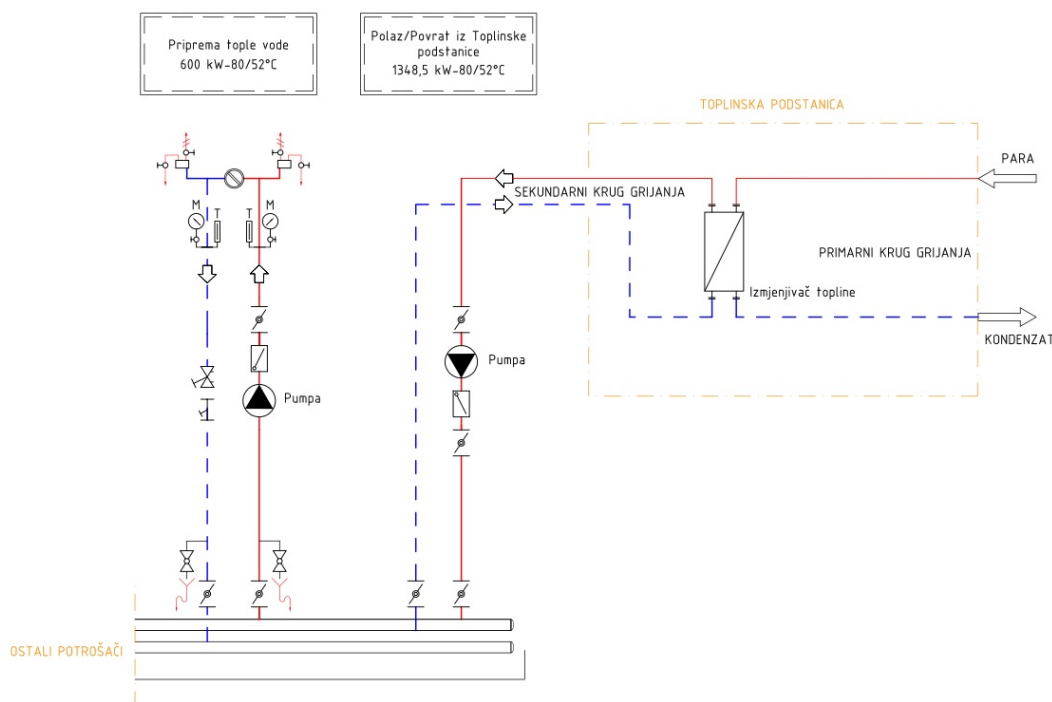 Priprema tople vode
600 kW-80/52°C
Polaz/Povrat iz Toplinske
podstanice
1348,5 kW-80/52°C
TOPLINSKA PODSTANICA
PARA
SEKUNDARNI KRUG GRIJANJA
M
T
T
M
PRIMARNI KRUG GRIJANJA
Izmjenjivač topline
KONDENZAT
Pumpa
Pumpa
OSTALI POTROŠAČI